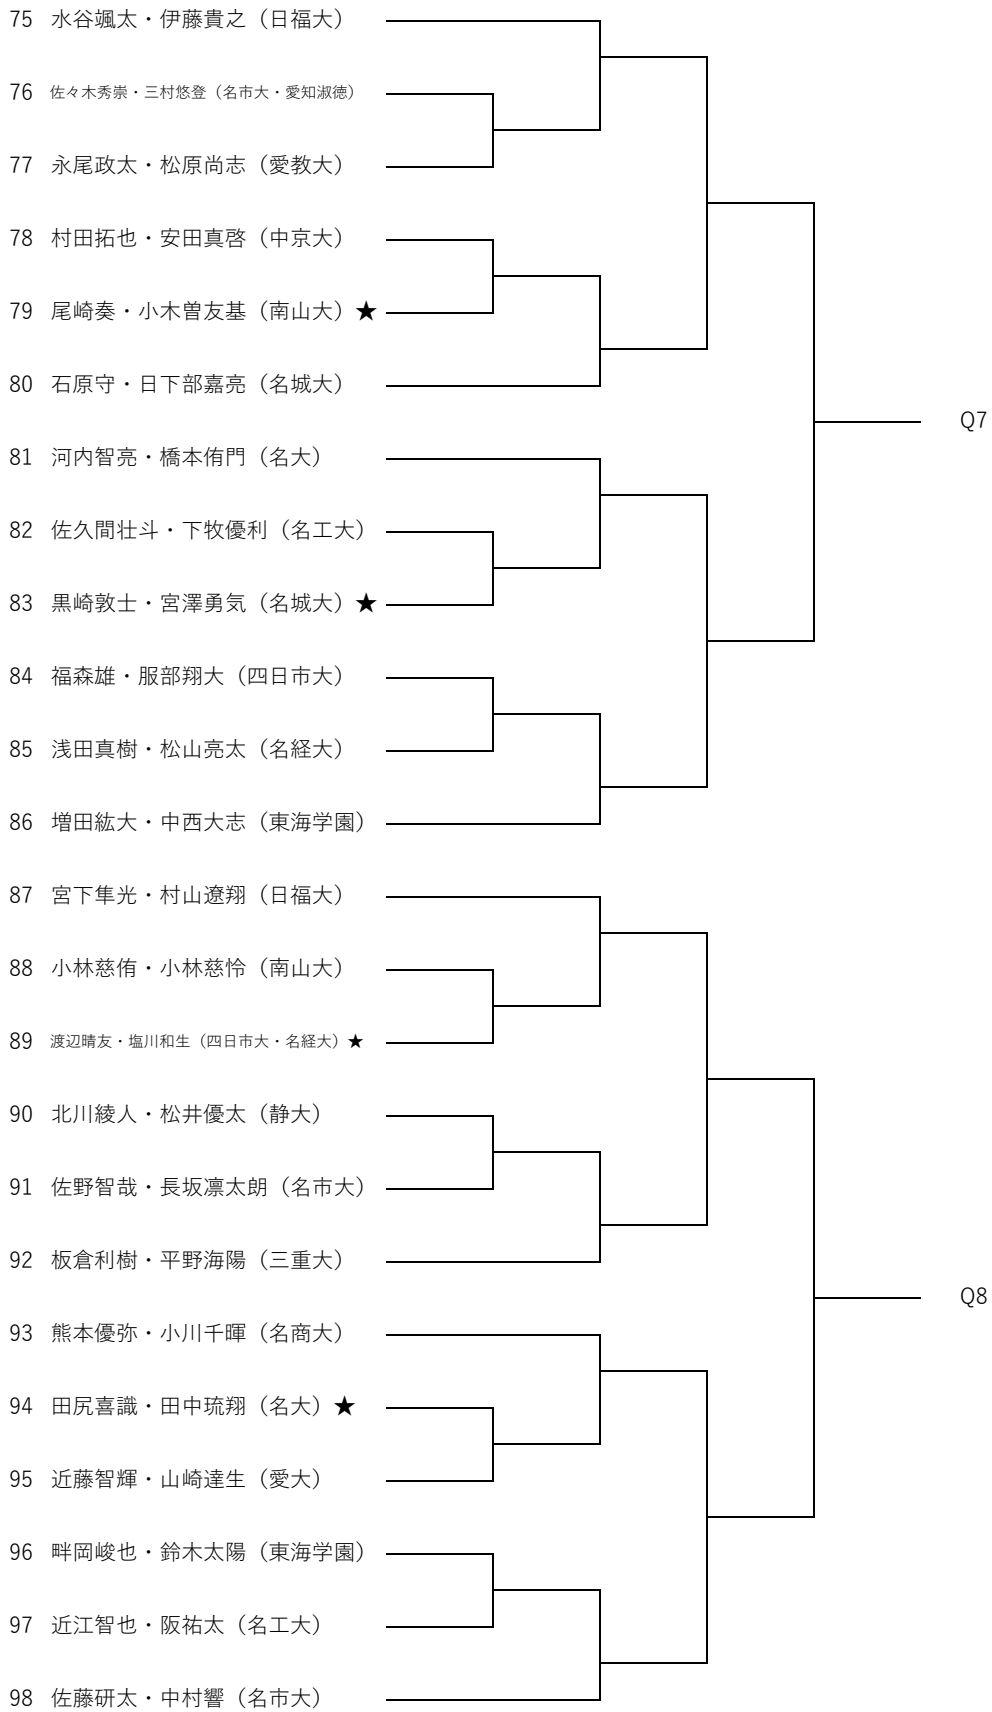 75 水谷颯太・伊藤貴之（日福大）
76 佐々木秀崇・三村悠登（名市大・愛知淑徳）
77 永尾政太・松原尚志（愛教大）
78 村田拓也・安田真啓（中京大）
79 尾崎奏・小木曽友基（南山大）★
80 石原守・日下部嘉亮（名城大）
Q7
81 河内智亮・橋本侑門（名大）
82 佐久間壮斗・下牧優利（名工大）
83 黒崎敦士・宮澤勇気（名城大）★
84 福森雄・服部翔大（四日市大）
85 浅田真樹・松山亮太（名経大）
86 増田紘大・中西大志（東海学園）
87 宮下隼光・村山遼翔（日福大）
88 小林慈侑・小林慈怜（南山大）
89 渡辺晴友・塩川和生（四日市大・名経大）★
90 北川綾人・松井優太（静大）
91 佐野智哉・長坂凛太朗（名市大）
92 板倉利樹・平野海陽（三重大）
Q8
93 熊本優弥・小川千暉（名商大）
94 田尻喜識・田中琉翔（名大）★
95 近藤智輝・山崎達生（愛大）
96 畔岡峻也・鈴木太陽（東海学園）
97 近江智也・阪祐太（名工大）
98 佐藤研太・中村響（名市大）